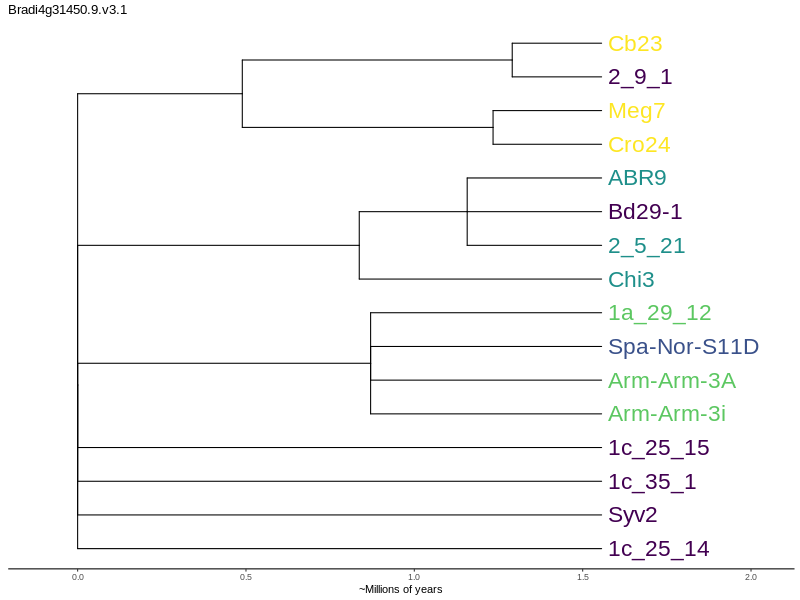 Bradi4g31450.9.v3.1
Cb23
2_9_1
Meg7
Cro24
ABR9
Bd29-1
2_5_21
Chi3
1a_29_12
Spa-Nor-S11D
Arm-Arm-3A
Arm-Arm-3i
1c_25_15
1c_35_1
Syv2
1c_25_14
0.0 0.5 1.0 1.5 2.0
~Millions of years